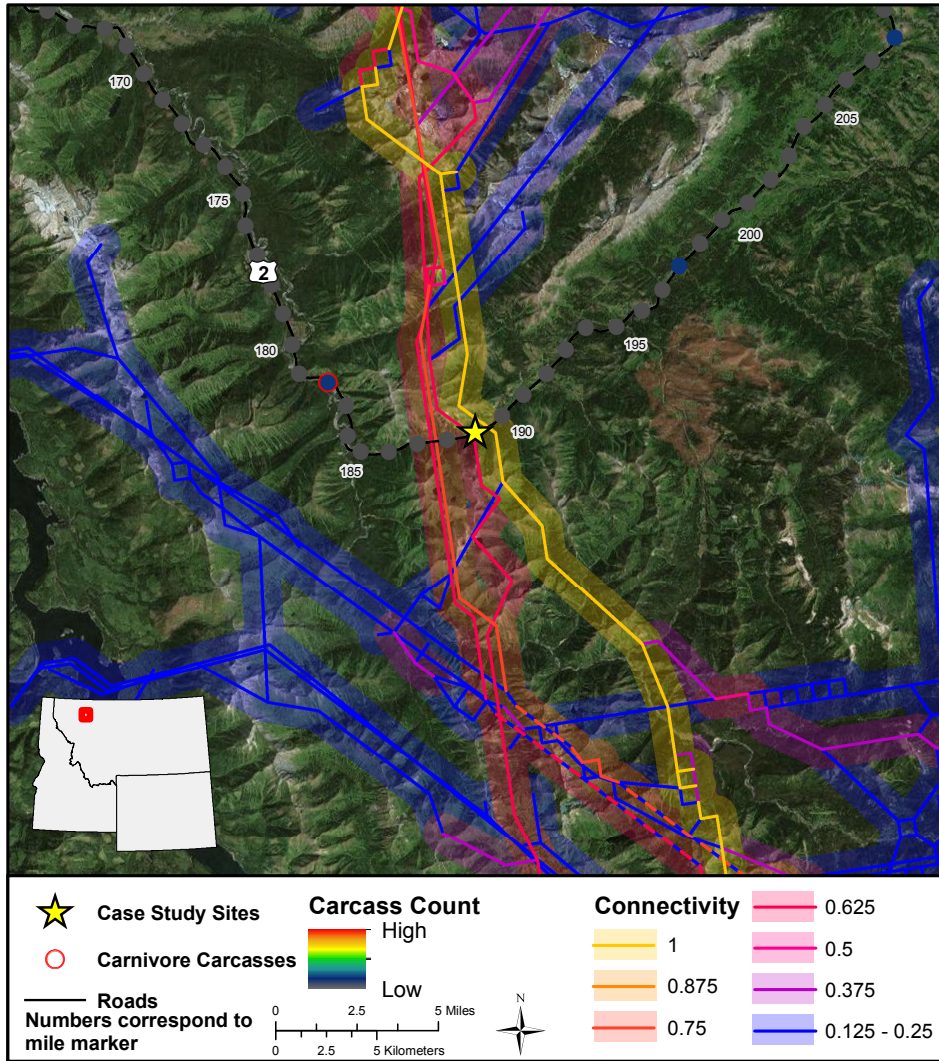 170
205
175
200
2
180
195
190
185
Case Study Sites
Carnivore Carcasses
Roads
Numbers correspond to
mile marker
Carcass Count
High
Low
0 2.5 5 Miles
0 2.5 5 Kilometers
N
Connectivity
1
0.875
0.75
0.625
0.5
0.375
0.125 - 0.25